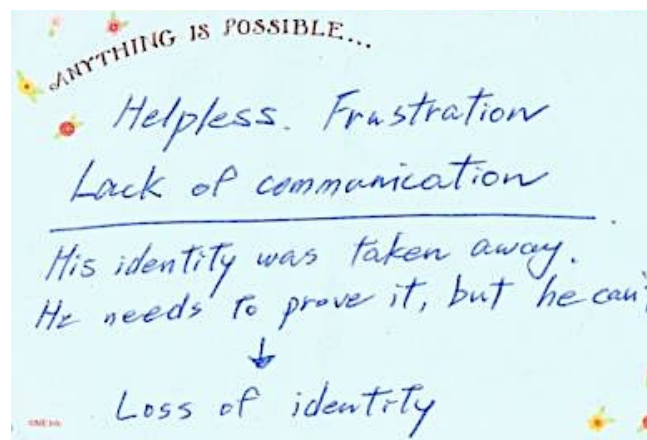 ANYTHING IS POSSIBLE...
Helpless. Frustration
Lack of communication
His identity was taken away.
He needs to prove it, but he can'
↓
Loss of identity